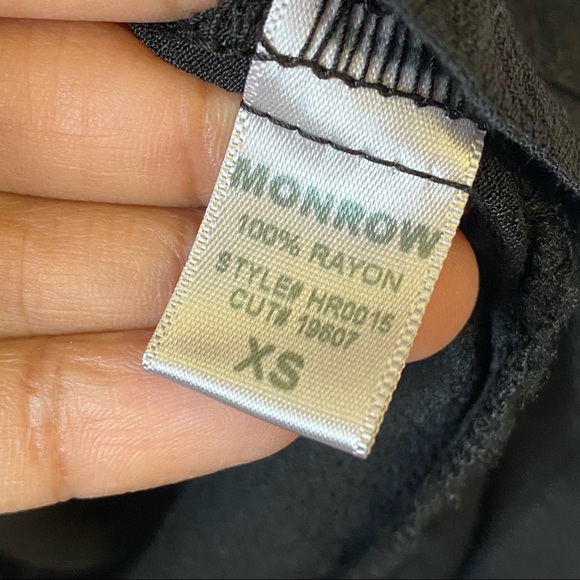 MONROW
100% RAYON
STYLE# HR0015
CUT# 19607
XS